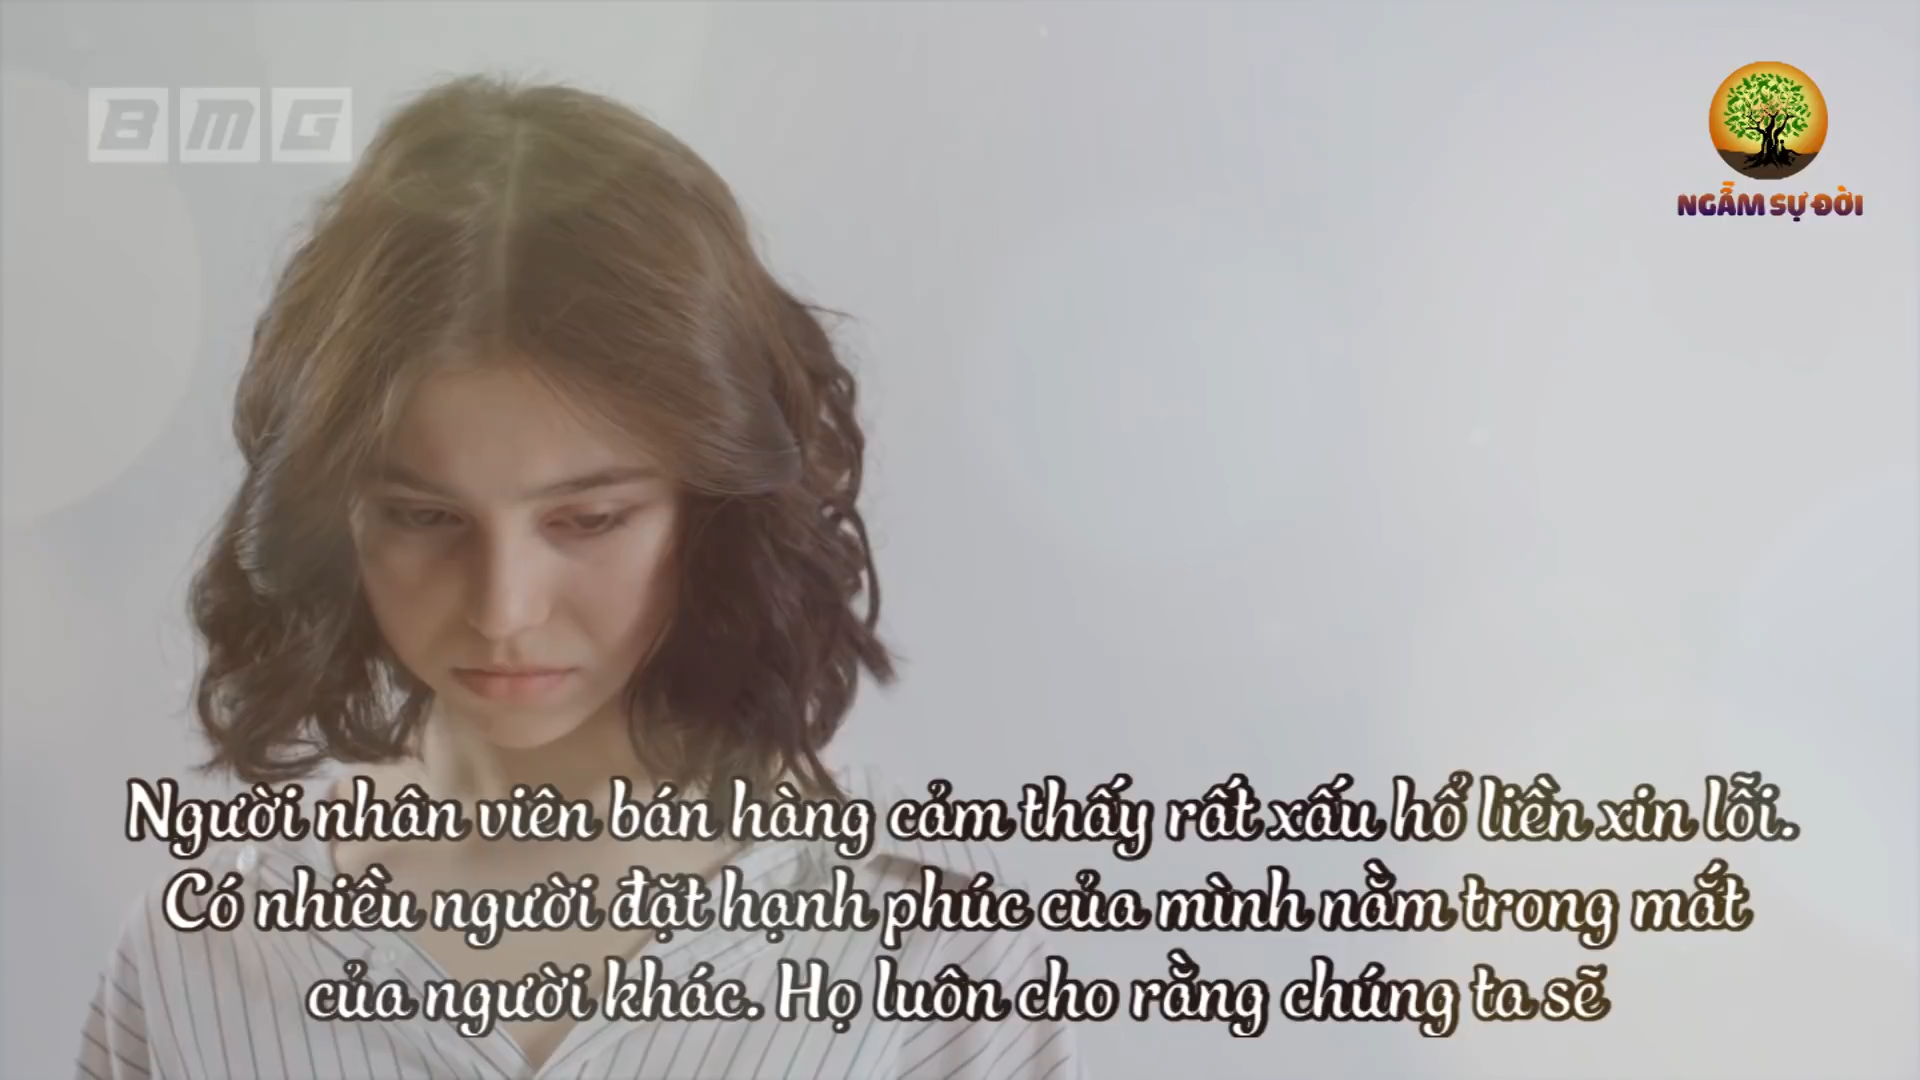 BMG
NGẪM SỰ ĐỜI
Người nhân viên bán hàng cảm thấy rất xấu hổ liền xin lỗi.
Có nhiều người đặt hạnh phúc của mình nằm trong mắt
của người khác. Họ luôn cho rằng chúng ta sẽ